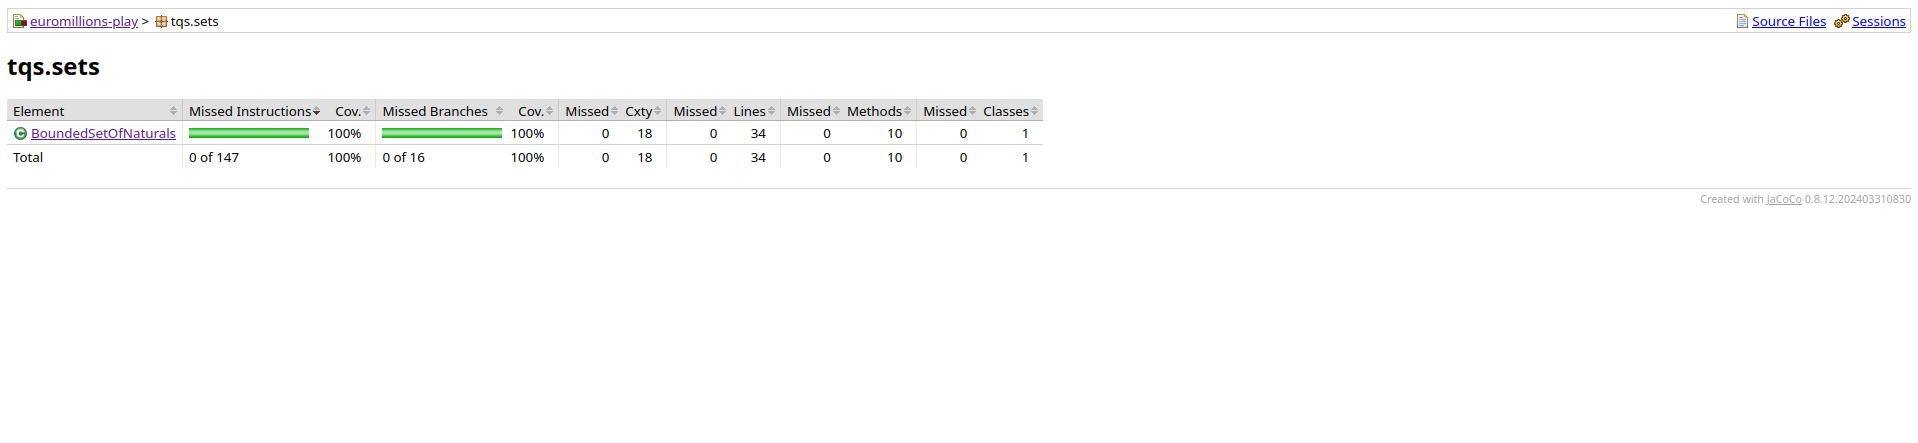 euromillions-play > tqs.sets Source Files Sessions
tqs.sets
Element Missed Instructions Cov. Missed Branches Cov. Missed Cxty Missed Lines Missed Methods Missed Classes
C BoundedSetOfNaturals 100% 100% 0 18 0 34 0 10 0 1
Total 0 of 147 100% 0 of 16 100% 0 18 0 34 0 10 0 1
Created with JaCoCo 0.8.12.202403310830